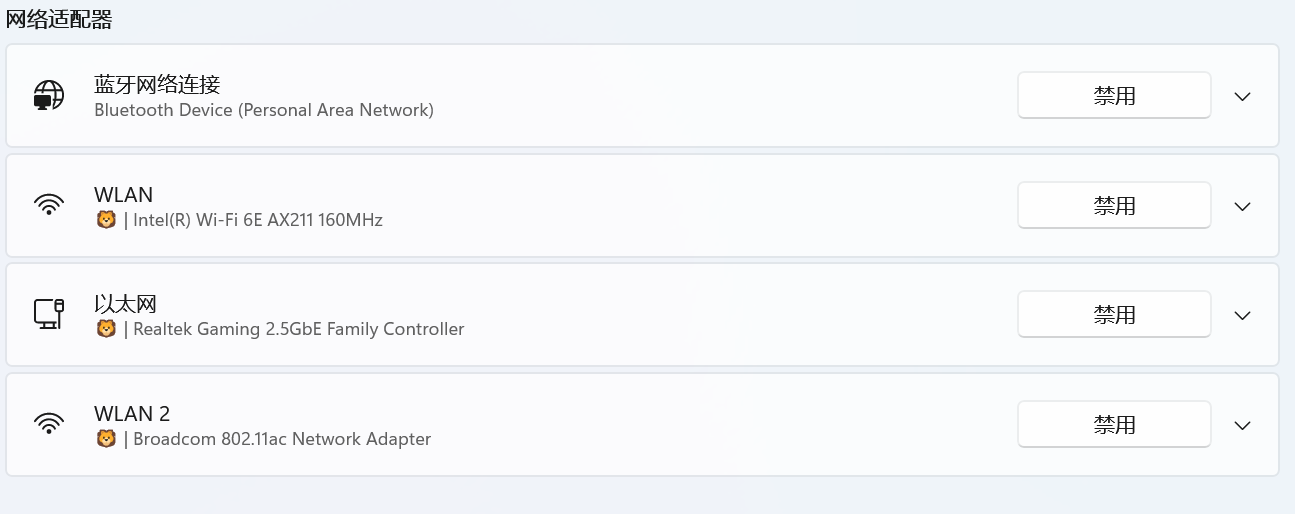 网络适配器
蓝牙网络连接
Bluetooth Device (Personal Area Network)
禁用
WLAN
🦁 | Intel(R) Wi-Fi 6E AX211 160MHz
禁用
以太网
🦁 | Realtek Gaming 2.5GbE Family Controller
禁用
WLAN 2
🦁 | Broadcom 802.11ac Network Adapter
禁用